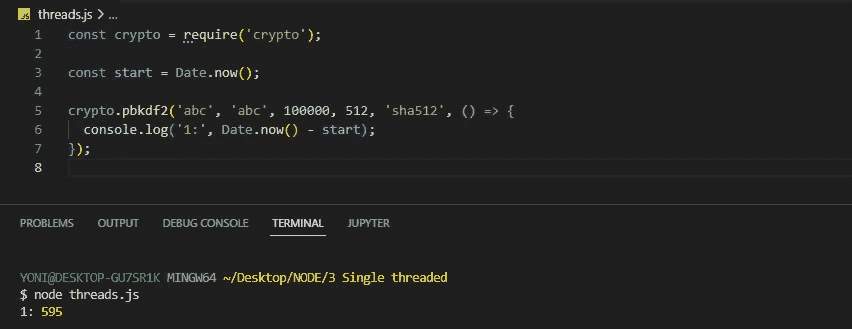 threads.js > ...
1 const crypto = require('crypto');
2
3 const start = Date.now();
4
5 crypto.pbkdf2('abc', 'abc', 100000, 512, 'sha512', () => {
6 console.log('1:', Date.now() - start);
7 });
8
PROBLEMS OUTPUT DEBUG CONSOLE TERMINAL JUPYTER
YONI@DESKTOP-GU7SR1K MINGW64 ~/Desktop/NODE/3 Single threaded
$ node threads.js
1: 595